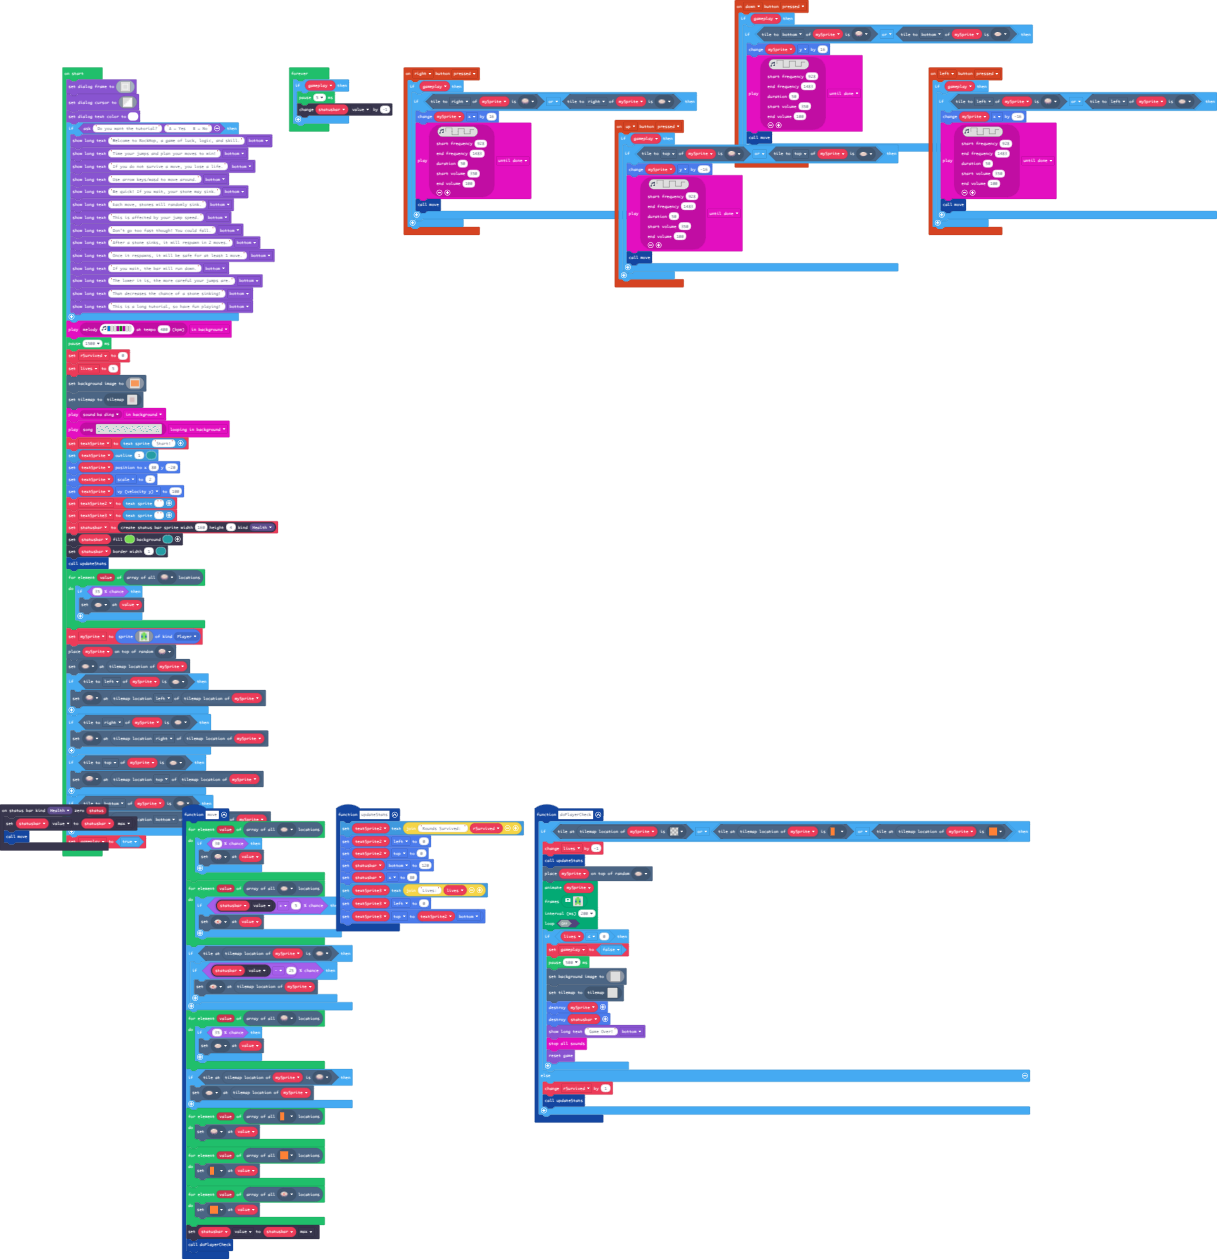 on start
set dialog frame to
set dialog cursor to
set dialog text color to
if ask Do you want the tutorial? A = Yes B = No then
show long text Welcome to RockHop, a game of luck, logic, and skill. bottom
show long text Time your jumps and plan your moves to win! bottom
show long text If you do not survive a move, you lose a life. bottom
show long text Use arrow keys/wasd to move around. bottom
show long text Be quick! If you wait, your stone may sink. bottom
show long text Each move, stones will randomly sink. bottom
show long text This is affected by your jump speed. bottom
show long text Don't go too fast though! You could fall. bottom
show long text After a stone sinks, it will respawn in 2 moves. bottom
show long text Once it respawns, it will be safe for at least 1 move. bottom
show long text If you wait, the bar will run down. bottom
show long text The lower it is, the more careful your jumps are. bottom
show long text That decreases the chance of a stone sinking! bottom
show long text This is a long tutorial, so have fun playing! bottom
play melody at tempo (bpm) in background
pause ms
set rSurvived to 0
set lives to
set background image to
set tilemap to tilemap
play sound ba ding in background
play song looping in background
set textSprite to text sprite Start!
set textSprite outline
set textSprite position to x y
set textSprite scale to 2
set textSprite vy (velocity y) to 100
set textSprite2 to text sprite
set textSprite3 to text sprite
set statusbar to create status bar sprite width height 4 kind Health
set statusbar fill background
set statusbar border width 1
call updateStats
for element value of array of all locations
do if % chance then
set at value
set mySprite to sprite of kind Player
place mySprite on top of random
set at tilemap location of mySprite
if tile to left of mySprite is then
set at tilemap location left of tilemap location of mySprite
if tile to right of mySprite is then
set at tilemap location right of tilemap location of mySprite
if tile to top of mySprite is then
set at tilemap location top of tilemap location of mySprite
if tile to bottom of mySprite is then
set gameplay to true
forever
if gameplay then
pause ms
change statusbar value by
on right button pressed
if gameplay then
if tile to right of mySprite is or tile to right of mySprite is then
change mySprite x by 16
start frequency
end frequency
duration
start volume
end volume
play until done
call move
on up button pressed
if gameplay then
if tile to top of mySprite is or tile to top of mySprite is then
change mySprite y by -16
start frequency
end frequency
duration
start volume
end volume
play until done
call move
on down button pressed
if gameplay then
if tile to bottom of mySprite is or tile to bottom of mySprite is then
change mySprite y by 16
start frequency
end frequency
duration
start volume
end volume
play until done
call move
on left button pressed
if gameplay then
if tile to left of mySprite is or tile to left of mySprite is then
change mySprite x by -16
start frequency
end frequency
duration
start volume
end volume
play until done
call move
on status bar kind Health zero status
set statusbar value to statusbar max
call move
function move
for element value of array of all locations
do if % chance then
set at value
for element value of array of all locations
do if statusbar value % chance
set at value
if tile at tilemap location of mySprite is then
if statusbar value % chance then
set at tilemap location of mySprite
for element value of array of all locations
do if % chance then
set at value
if tile at tilemap location of mySprite is then
set at tilemap location of mySprite
for element value of array of all locations
do set at value
for element value of array of all locations
do set at value
for element value of array of all locations
do set at value
set statusbar value to statusbar max
call doPlayerCheck
function updateStats
set textSprite2 text join Rounds Survived: rSurvived
set textSprite2 left to
set textSprite2 top to
set statusbar bottom to
set statusbar x to
set textSprite3 text join Lives: lives
set textSprite3 left to
set textSprite3 top to textSprite2 bottom
function doPlayerCheck
if tile at tilemap location of mySprite is or tile at tilemap location of mySprite is or tile at tilemap location of mySprite is then
change lives by -1
call updateStats
place mySprite on top of random
animate mySprite
frames
interval (ms)
loop
if lives 0 then
set gameplay to false
pause ms
set background image to
set tilemap to tilemap
destroy mySprite
destroy statusbar
show long text Game Over! bottom
stop all sounds
reset game
else
change rSurvived by 1
call updateStats